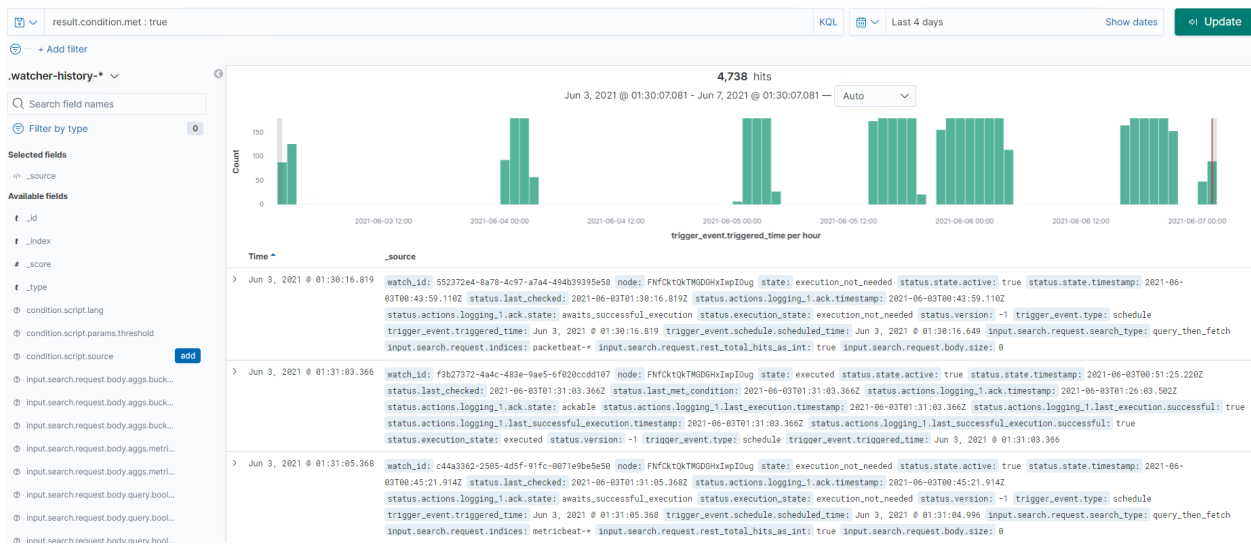 result.condition.met : true
KQL
Last 4 days
Show dates
Update
+ Add filter
.watcher-history-*
Search field names
Filter by type
0
Selected fields
</> _source
Available fields
t _id
t _index
# _score
t _type
condition.script.lang
condition.script.params.threshold
condition.script.source
add
input.search.request.body.aggs.buck...
input.search.request.body.aggs.buck...
input.search.request.body.aggs.buck...
input.search.request.body.aggs.metri...
input.search.request.body.aggs.metri...
input.search.request.body.query.bool...
input.search.request.body.query.bool...
input.search.request.body.query.bool...
4,738 hits
Jun 3, 2021 @ 01:30:07.081 - Jun 7, 2021 @ 01:30:07.081 —
Auto
Count
150
100
50
0
2021-06-03 12:00
2021-06-04 00:00
2021-06-04 12:00
2021-06-05 00:00
2021-06-05 12:00
2021-06-06 00:00
2021-06-06 12:00
2021-06-07 00:00
trigger_event.triggered_time per hour
Time
_source
Jun 3, 2021 @ 01:30:16.819
watch_id: 552372e4-8a78-4c97-a7a4-494b39395e58 node: FNfCktQkTMGDGHxIwpIOug state: execution_not_needed status.state.active: true status.state.timestamp: 2021-06-
03T00:43:59.110Z status.last_checked: 2021-06-03T01:30:16.819Z status.actions.logging_1.ack.timestamp: 2021-06-03T00:43:59.110Z
status.actions.logging_1.ack.state: awaits_successful_execution status.execution_state: execution_not_needed status.version: -1 trigger_event.type: schedule
trigger_event.triggered_time: Jun 3, 2021 @ 01:30:16.819 trigger_event.schedule.scheduled_time: Jun 3, 2021 @ 01:30:16.649 input.search.request.search_type: query_then_fetch
input.search.request.indices: packetbeat-* input.search.request.rest_total_hits_as_int: true input.search.request.body.size: 0
Jun 3, 2021 @ 01:31:03.366
watch_id: f3b27372-4a4c-483e-9ae5-6f020ccdd107 node: FNfCktQkTMGDGHxIwpIOug state: executed status.state.active: true status.state.timestamp: 2021-06-03T00:51:25.220Z
status.last_checked: 2021-06-03T01:31:03.366Z status.last_met_condition: 2021-06-03T01:31:03.366Z status.actions.logging_1.ack.timestamp: 2021-06-03T01:26:03.502Z
status.actions.logging_1.ack.state: ackable status.actions.logging_1.last_execution.timestamp: 2021-06-03T01:31:03.366Z status.actions.logging_1.last_execution.successful: true
status.actions.logging_1.last_successful_execution.timestamp: 2021-06-03T01:31:03.366Z status.actions.logging_1.last_successful_execution.successful: true
status.execution_state: executed status.version: -1 trigger_event.type: schedule trigger_event.triggered_time: Jun 3, 2021 @ 01:31:03.366
Jun 3, 2021 @ 01:31:05.368
watch_id: c44a3362-2505-4d5f-91fc-0071e9be5e50 node: FNfCktQkTMGDGHxIwpIOug state: execution_not_needed status.state.active: true status.state.timestamp: 2021-06-
03T00:45:21.914Z status.last_checked: 2021-06-03T01:31:05.368Z status.actions.logging_1.ack.timestamp: 2021-06-03T00:45:21.914Z
status.actions.logging_1.ack.state: awaits_successful_execution status.execution_state: execution_not_needed status.version: -1 trigger_event.type: schedule
trigger_event.triggered_time: Jun 3, 2021 @ 01:31:05.368 trigger_event.schedule.scheduled_time: Jun 3, 2021 @ 01:31:04.996 input.search.request.search_type: query_then_fetch
input.search.request.indices: metricbeat-* input.search.request.rest_total_hits_as_int: true input.search.request.body.size: 0